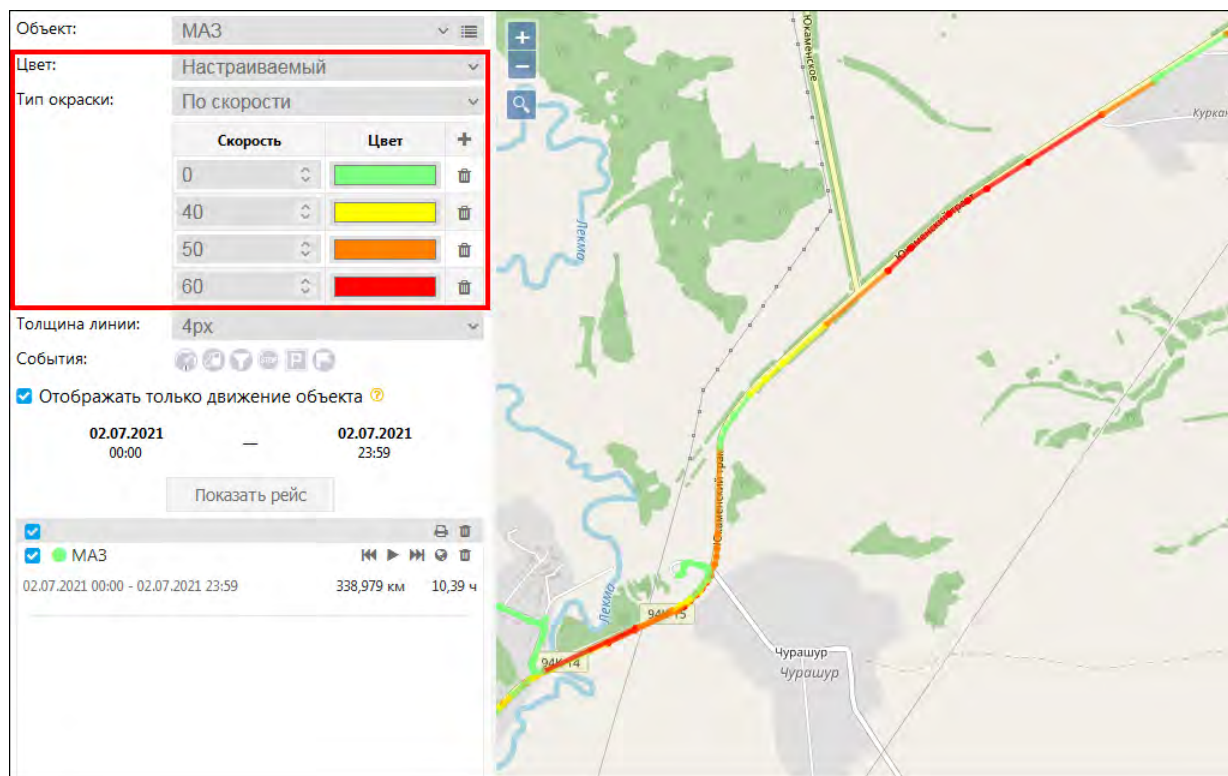 Объект:
МАЗ
Цвет:
Настраиваемый
Тип окраски:
По скорости
Скорость
Цвет
+
0
40
50
60
Толщина линии:
4px
События:
STOP
P
Отображать только движение объекта ?
02.07.2021
—
02.07.2021
00:00
23:59
Показать рейс
МАЗ
02.07.2021 00:00 - 02.07.2021 23:59
338,979 км
10,39 ч
+
−
Юкаменское
Лекма
Юкаменский тракт
Юкаменский тракт
Лекма
94К-15
94К-14
Чурашур
Чурашур